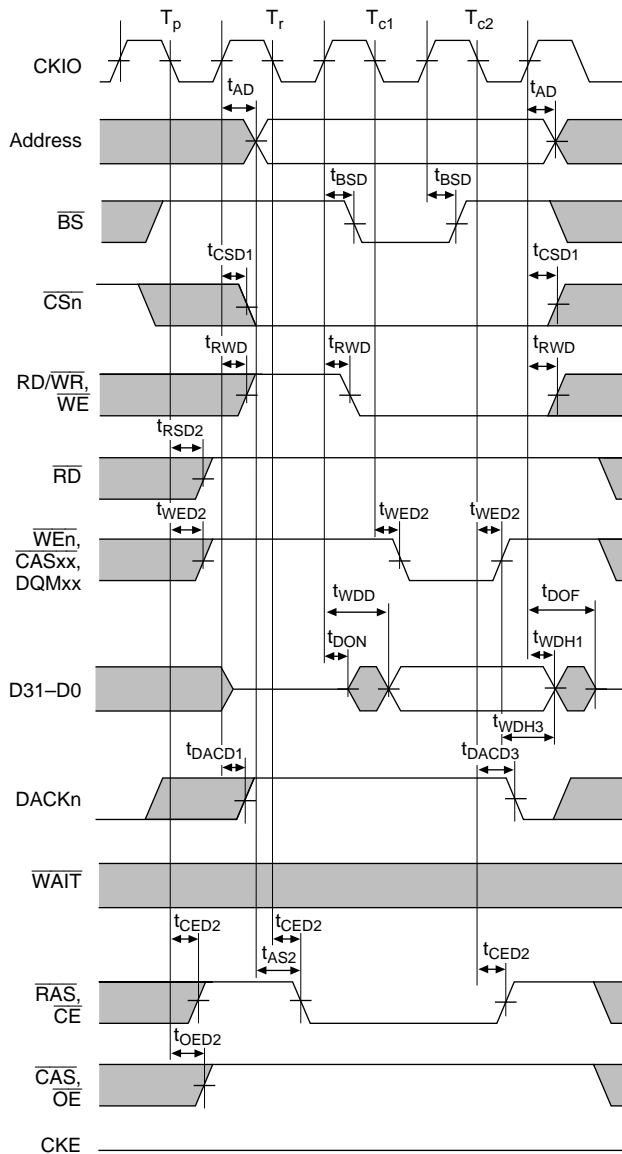 Tp Tr Tc1 Tc2
CKIO
tAD tAD
Address
tBSD tBSD
BS
tCSD1 tCSD1
CSn
tRWD tRWD tRWD
RD/WR,
WE
tRSD2
RD
tWED2 tWED2 tWED2
WEn,
CASxx,
DQMxx
tWDD tDOF
tDON tWDH1
D31–D0
tWDH3
tDACD1 tDACD3
DACKn
WAIT
tCED2 tCED2 tCED2
tAS2
RAS,
CE
tOED2
CAS,
OE
CKE